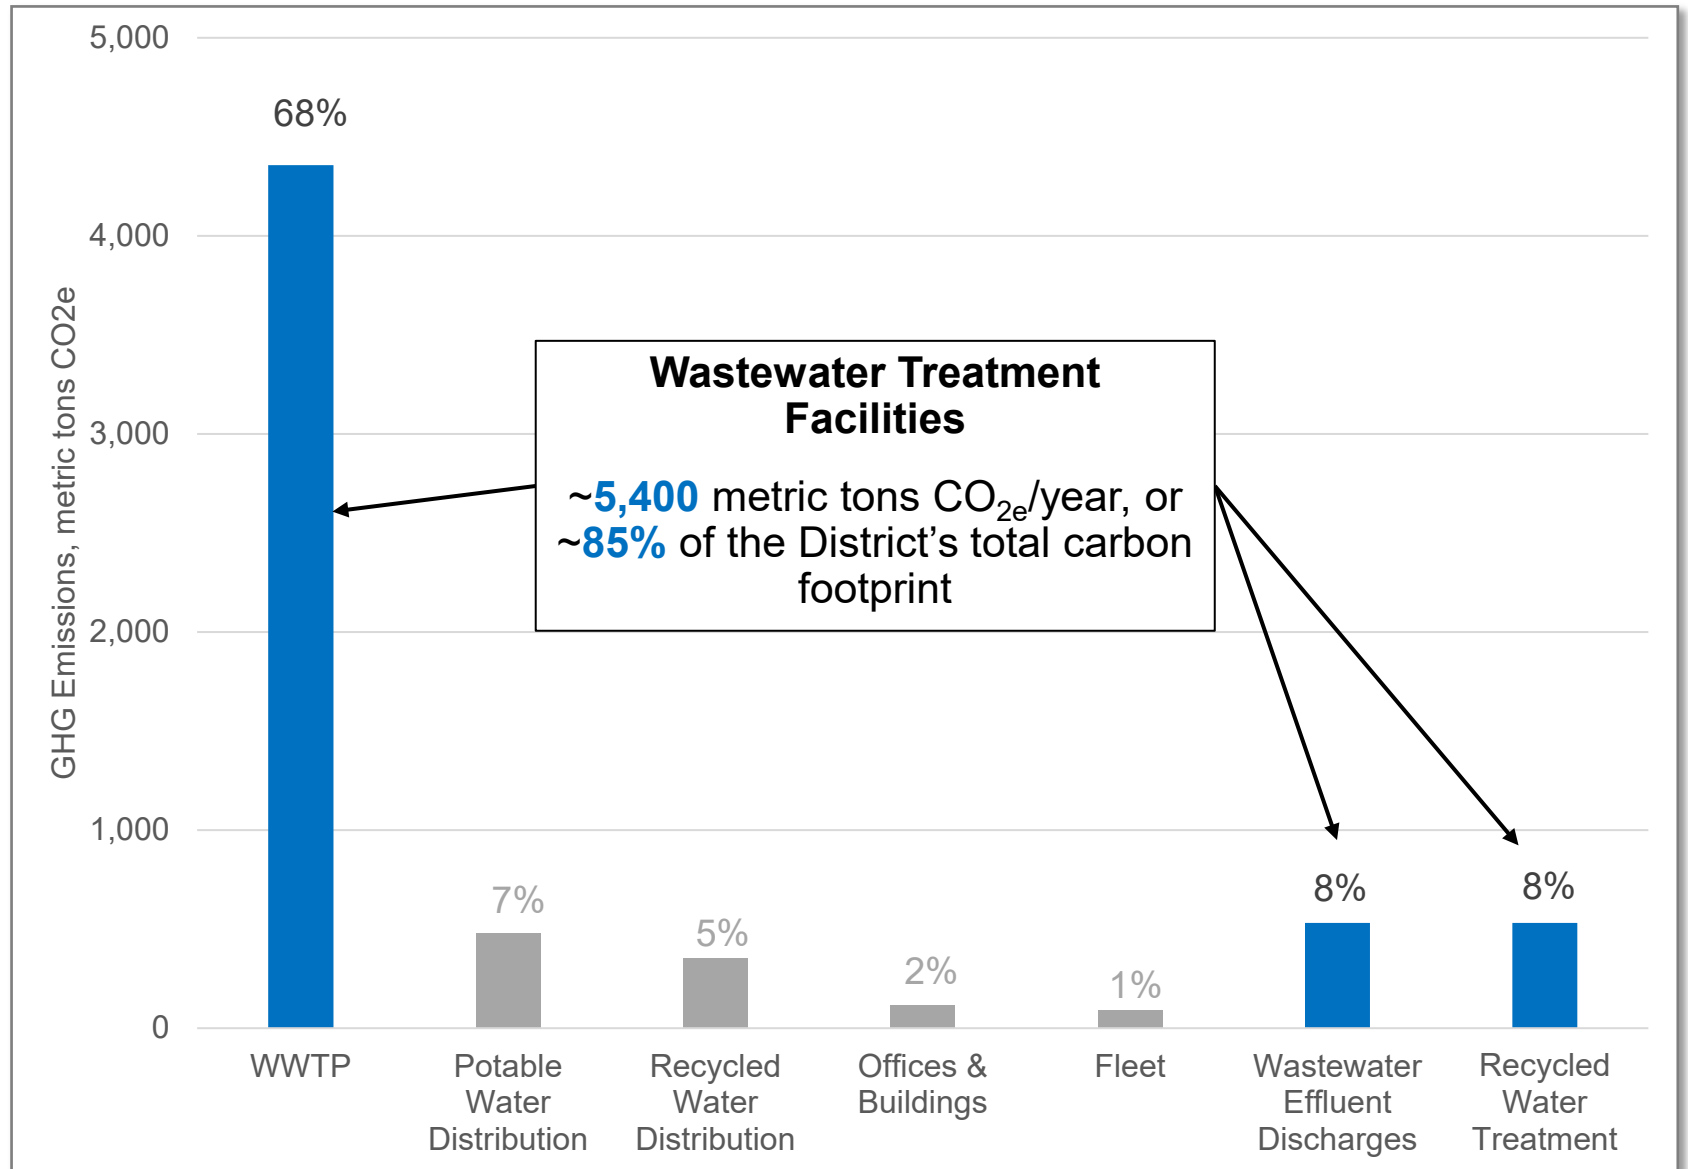 5,000
4,000
3,000
2,000
1,000
0
GHG Emissions, metric tons CO2e
68%
7%
5%
2%
1%
8%
8%
Wastewater Treatment
Facilities
~5,400 metric tons CO2e/year, or
~85% of the District’s total carbon
footprint
WWTP
Potable
Water
Distribution
Recycled
Water
Distribution
Offices &
Buildings
Fleet
Wastewater
Effluent
Discharges
Recycled
Water
Treatment